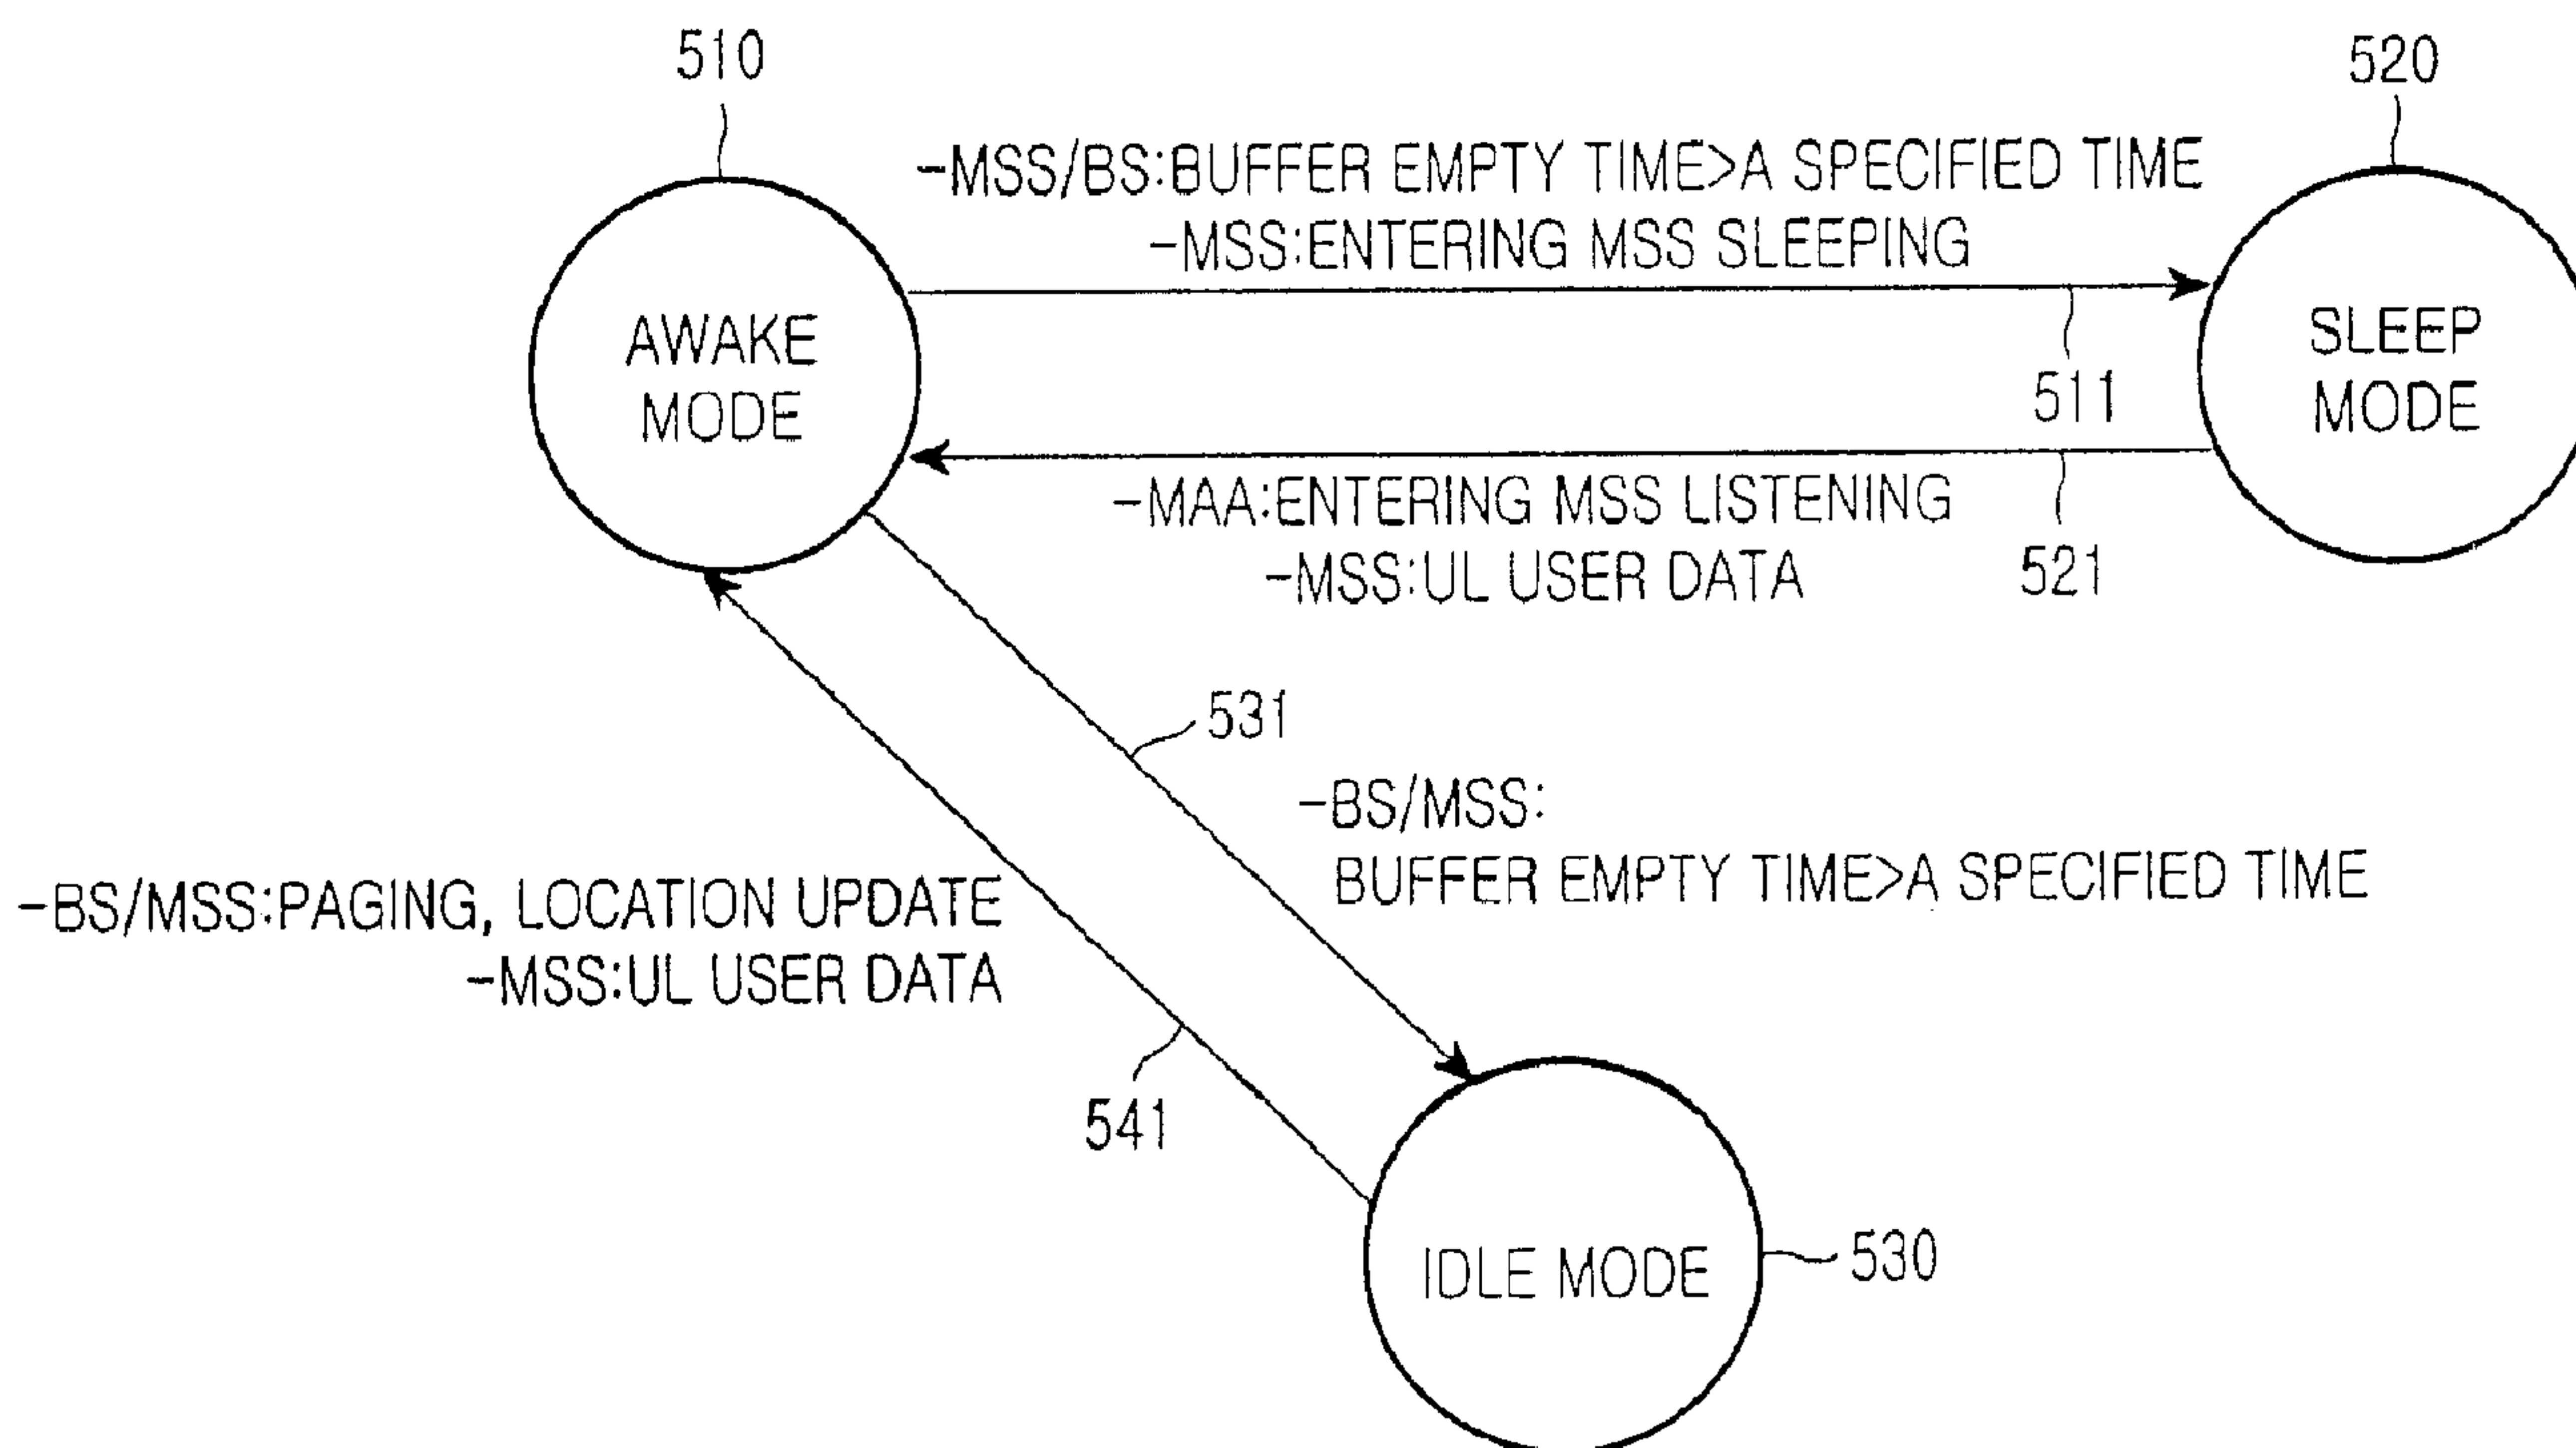 510
520
-MSS/BS:BUFFER EMPTY TIME>A SPECIFIED TIME
-MSS:ENTERING MSS SLEEPING
AWAKE
MODE
SLEEP
MODE
511
-MAA:ENTERING MSS LISTENING
-MSS:UL USER DATA
521
531
-BS/MSS:
BUFFER EMPTY TIME>A SPECIFIED TIME
-BS/MSS:PAGING, LOCATION UPDATE
-MSS:UL USER DATA
541
IDLE MODE
530